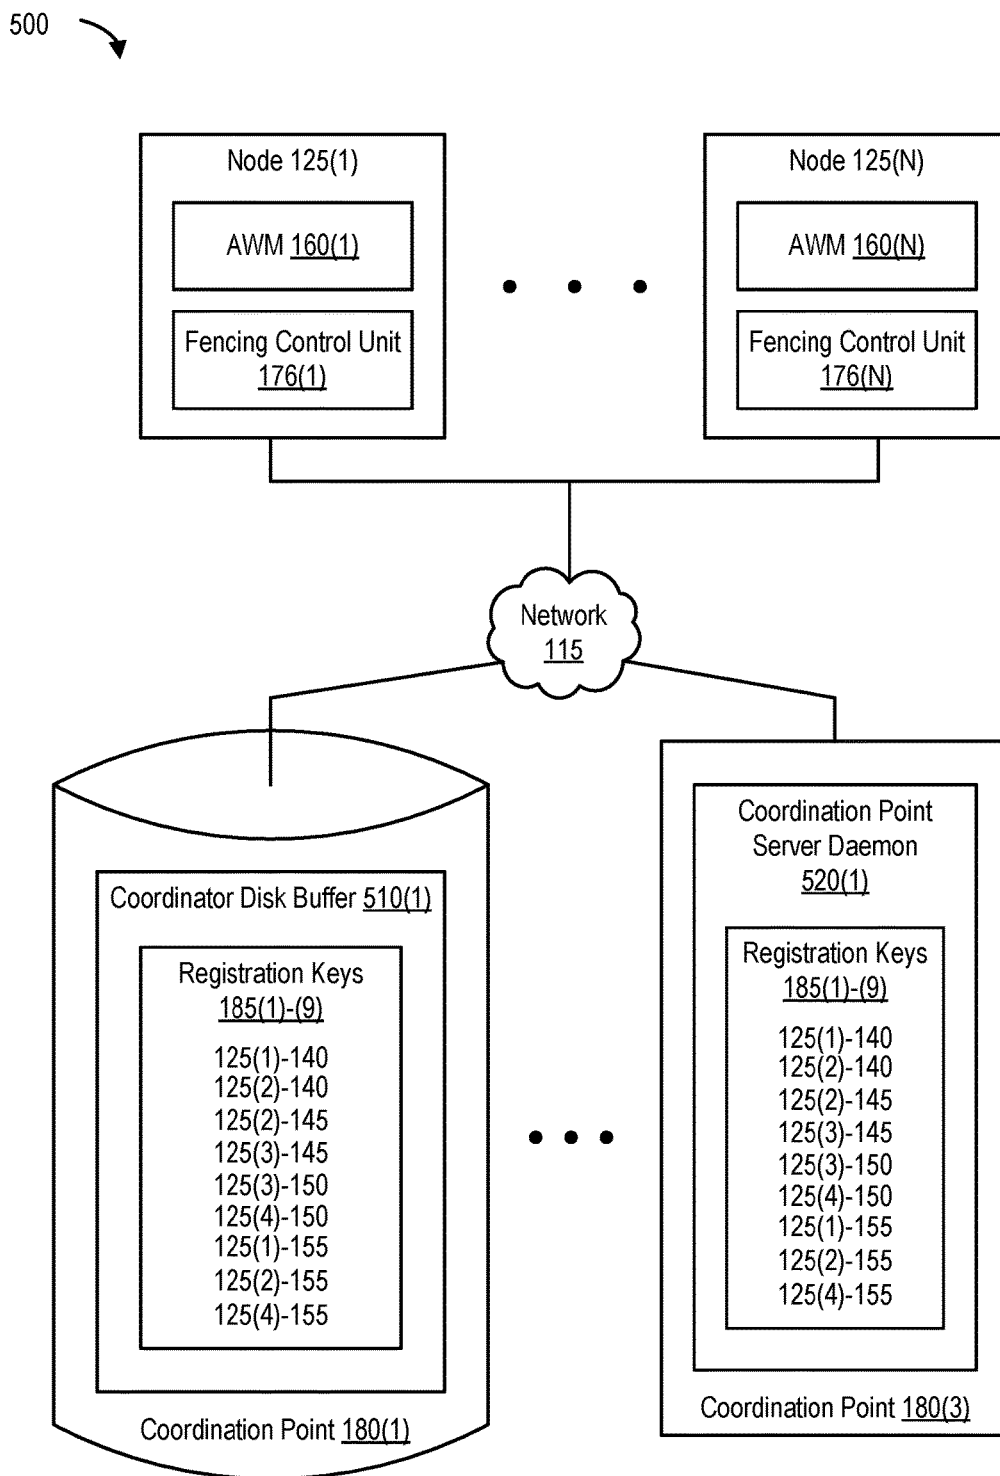 500
Node 125(1)
AWM 160(1)
Fencing Control Unit
176(1)
Node 125(N)
AWM 160(N)
Fencing Control Unit
176(N)
Network
115
Coordinator Disk Buffer 510(1)
Registration Keys
185(1)-(9)
125(1)-140
125(2)-140
125(2)-145
125(3)-145
125(3)-150
125(4)-150
125(1)-155
125(2)-155
125(4)-155
Coordination Point 180(1)
Coordination Point
Server Daemon
520(1)
Registration Keys
185(1)-(9)
125(1)-140
125(2)-140
125(2)-145
125(3)-145
125(3)-150
125(4)-150
125(1)-155
125(2)-155
125(4)-155
Coordination Point 180(3)